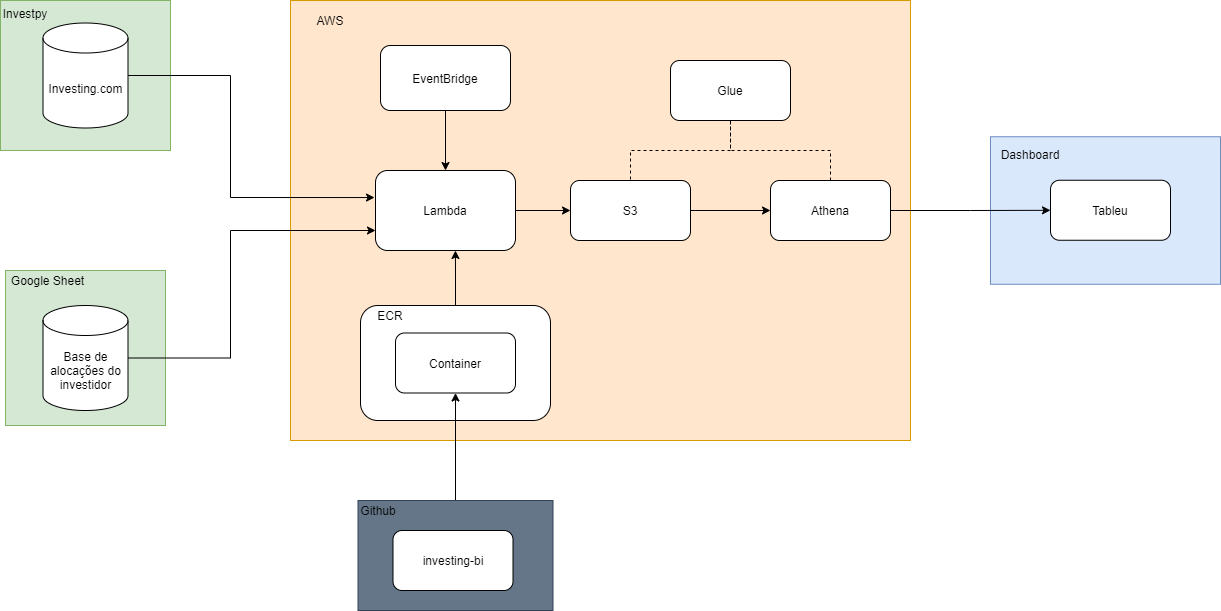 Investpy
Investing.com
Google Sheet
Base de
alocações do
investidor
AWS
EventBridge
Glue
Lambda
S3
Athena
ECR
Container
Github
investing-bi
Dashboard
Tableu